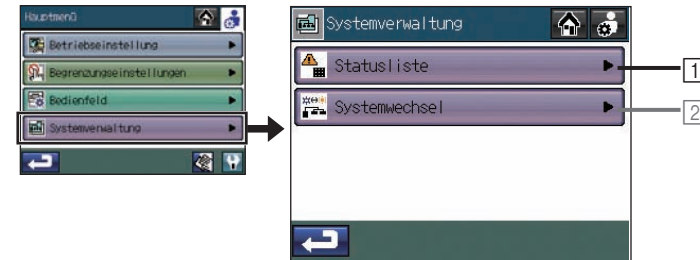 Hauptmenü
Betriebseinstellung
Begrenzungseinstellungen
Bedienfeld
Systemverwaltung
Systemverwaltung
Statusliste
1
Systemwechsel
2